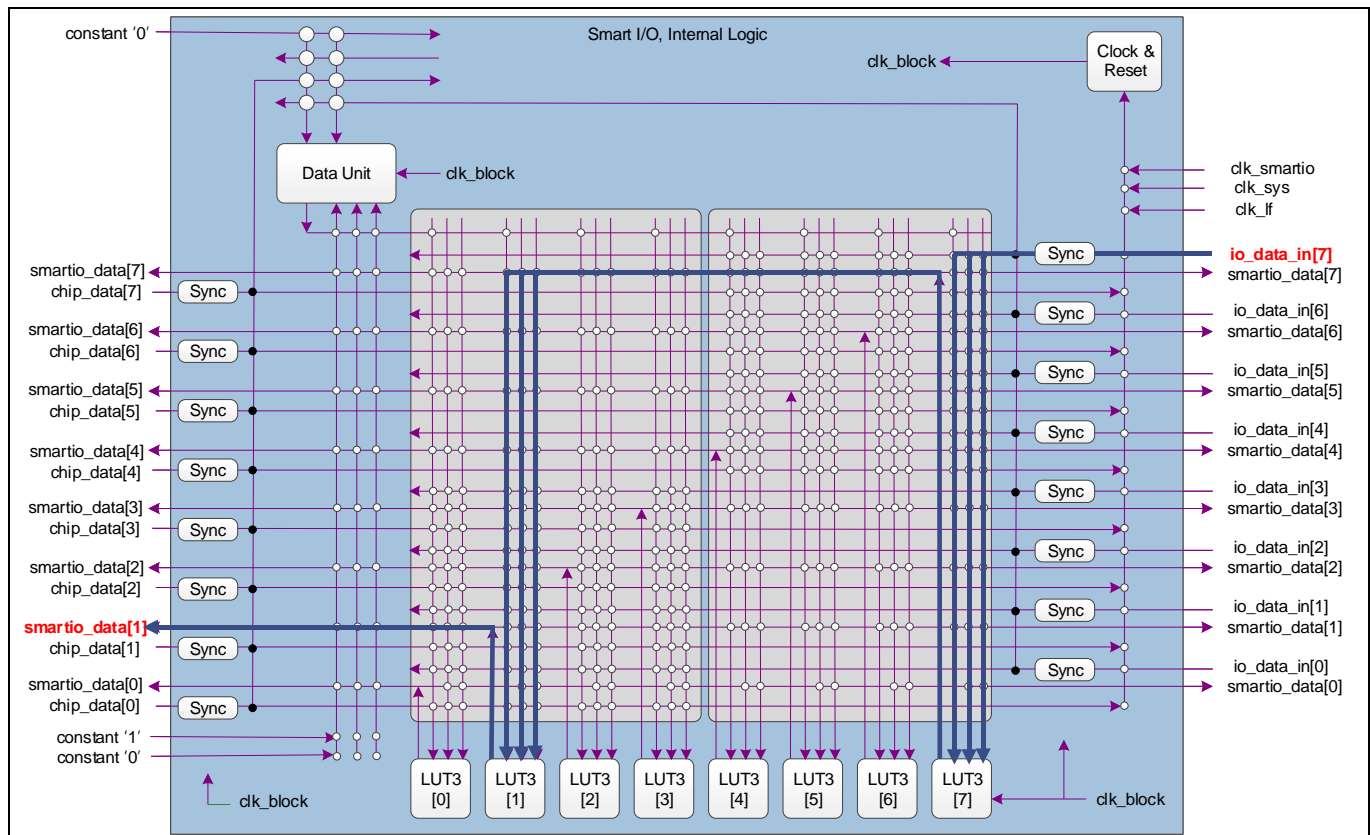 constant '0'
Smart I/O, Internal Logic
Clock &
Reset
clk_block
Data Unit
clk_block
clk_smartio
clk_sys
clk_lf
smartio_data[7]
chip_data[7]
Sync
Sync
io_data_in[7]
smartio_data[7]
smartio_data[6]
chip_data[6]
Sync
Sync
io_data_in[6]
smartio_data[6]
smartio_data[5]
chip_data[5]
Sync
Sync
io_data_in[5]
smartio_data[5]
smartio_data[4]
chip_data[4]
Sync
Sync
io_data_in[4]
smartio_data[4]
smartio_data[3]
chip_data[3]
Sync
Sync
io_data_in[3]
smartio_data[3]
smartio_data[2]
chip_data[2]
Sync
Sync
io_data_in[2]
smartio_data[2]
smartio_data[1]
chip_data[1]
Sync
Sync
io_data_in[1]
smartio_data[1]
smartio_data[0]
chip_data[0]
Sync
Sync
io_data_in[0]
smartio_data[0]
constant '1'
constant '0'
clk_block
LUT3
[0]
LUT3
[1]
LUT3
[2]
LUT3
[3]
LUT3
[4]
LUT3
[5]
LUT3
[6]
LUT3
[7]
clk_block